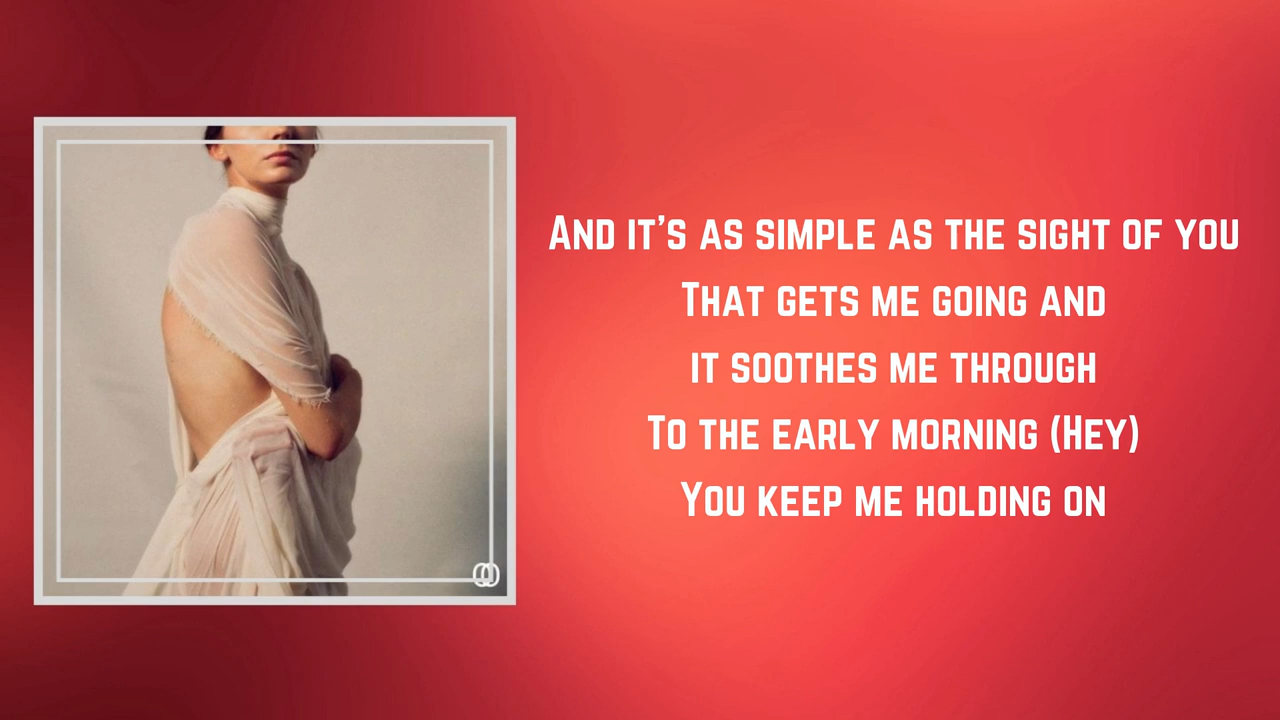 And it's as simple as the sight of you
That gets me going and
it soothes me through
To the early morning (Hey)
You keep me holding on